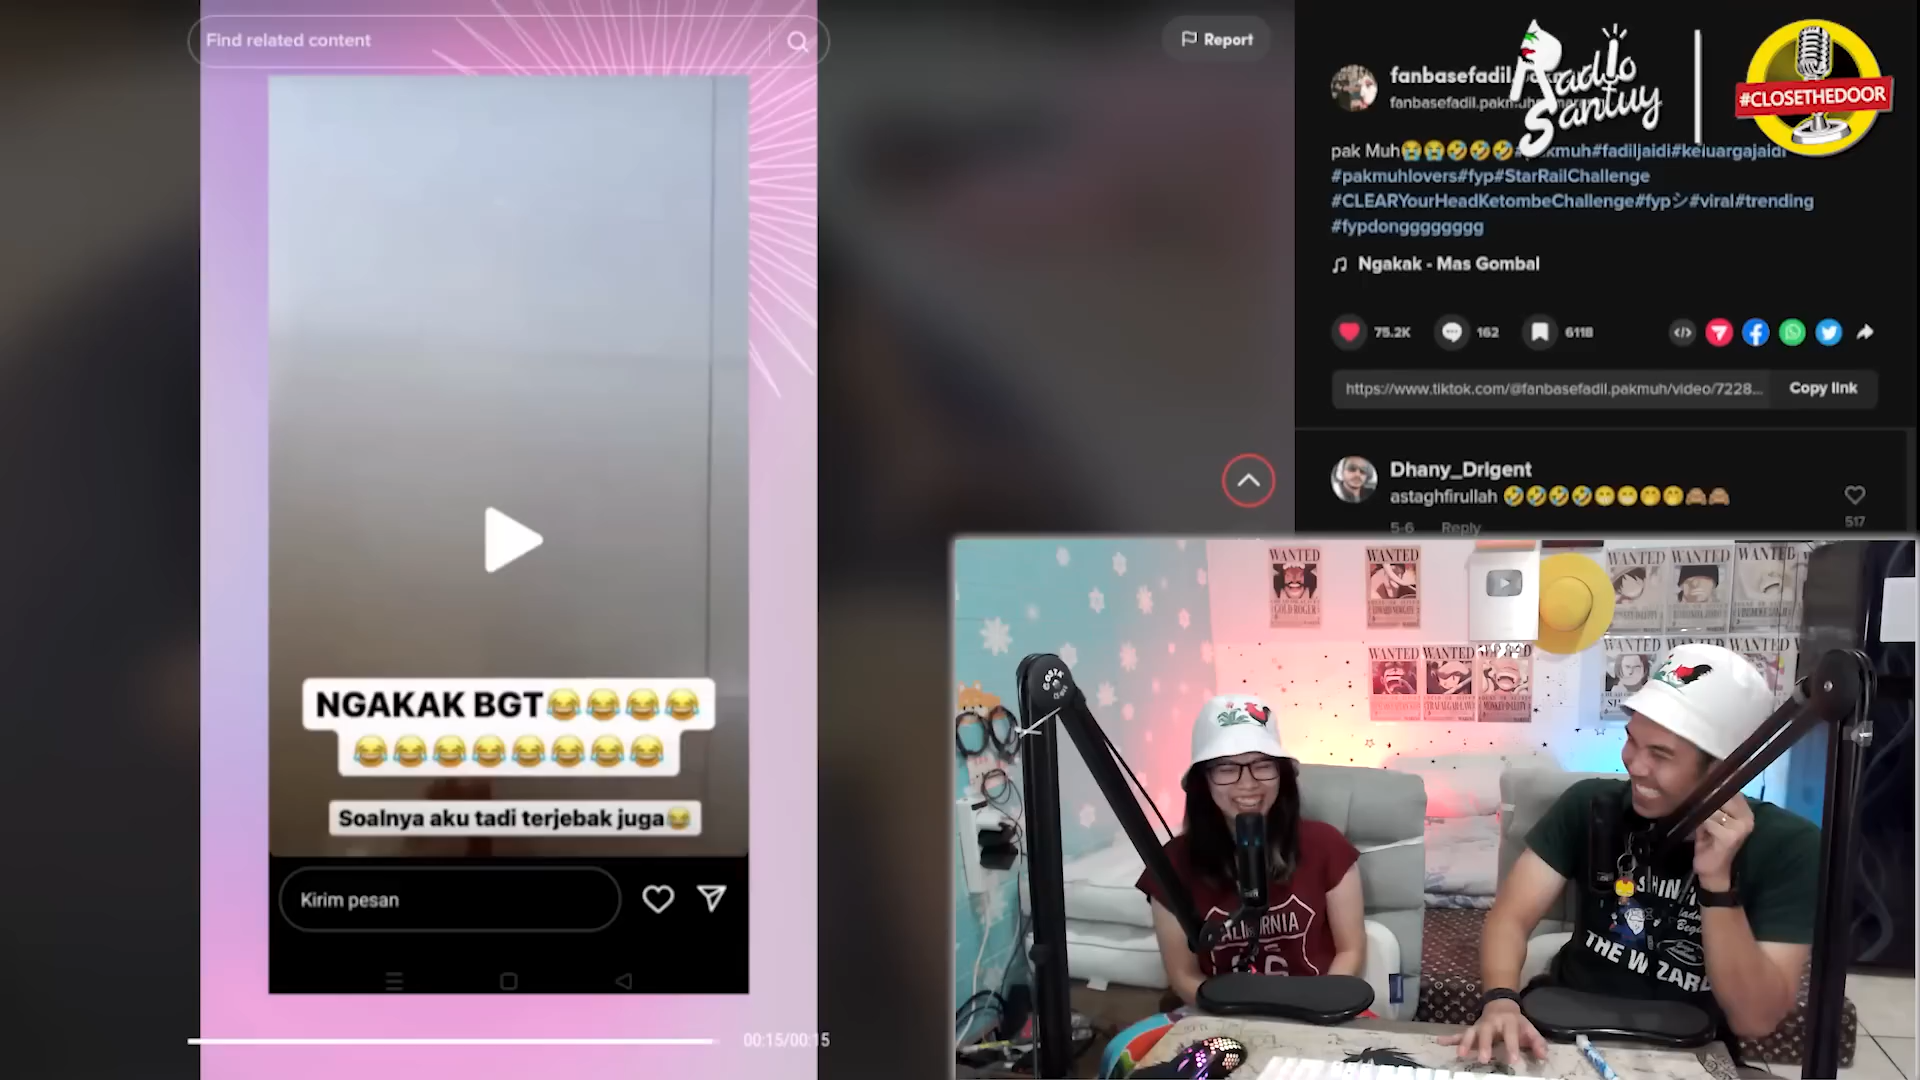 Find related content
Report
fanbasefadil
Radio
Santuy
#CLOSETHEDOOR
pak Muh😭😭🤣🤣🤣 #fadiljaidi#keluargajaidi
#pakmuhlovers#fyp#StarRailChallenge
#CLEARYourHeadKetombeChallenge#fypシ#viral#trending
#fypdongggggggg
Ngakak - Mas Gombal
75.2K
162
6118
https://www.tiktok.com/@fanbasefadil.pakmuh/video/7228...
Copy link
Dhany_Drigent
astaghfirullah 🤣🤣🤣🤣😁😁🤭🤭🙈🙈
5-6 Reply
517
NGAKAK BGT😂😂😂😂
😂😂😂😂😂😂😂😂
Soalnya aku tadi terjebak juga😂
Kirim pesan
00:15/00:15
WANTED
GOLD ROGER
WANTED
WANTED
WANTED
WANTED
WANTED
WANTED
WANTED
WANTED
CALIFORNIA
THE WIZARD